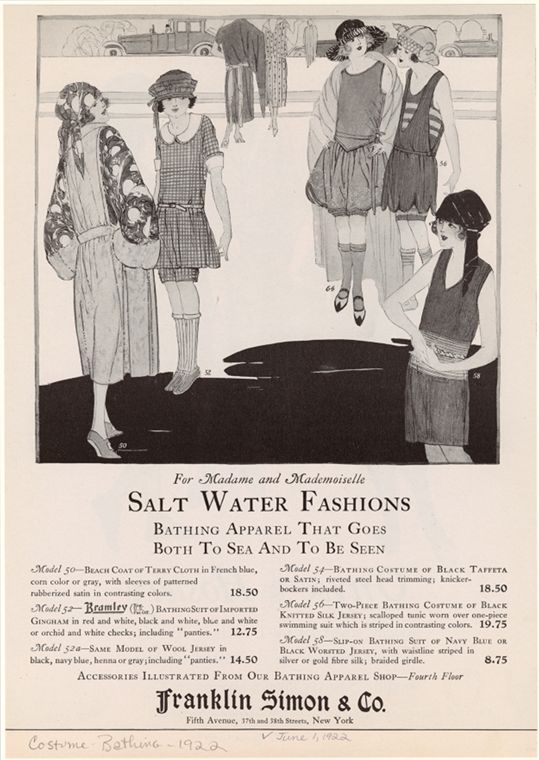 56
64
52
58
50
For Madame and Mademoiselle
SALT WATER FASHIONS
BATHING APPAREL THAT GOES
BOTH TO SEA AND TO BE SEEN
Model 50—BEACH COAT OF TERRY CLOTH in French blue,
corn color or gray, with sleeves of patterned
rubberized satin in contrasting colors. 18.50
Model 52—Bramley BATHING SUIT OF IMPORTED
GINGHAM in red and white, black and white, blue and white
or orchid and white checks; including "panties." 12.75
Model 52a—SAME MODEL OF WOOL JERSEY in
black, navy blue, henna or gray; including "panties." 14.50
Model 54—BATHING COSTUME OF BLACK TAFFETA
OR SATIN; riveted steel head trimming; knicker-
bockers included. 18.50
Model 56—TWO-PIECE BATHING COSTUME OF BLACK
KNITTED SILK JERSEY; scalloped tunic worn over one-piece
swimming suit which is striped in contrasting colors. 19.75
Model 58—SLIP-ON BATHING SUIT OF NAVY BLUE OR
BLACK WORSTED JERSEY, with waistline striped in
silver or gold fibre silk; braided girdle. 8.75
ACCESSORIES ILLUSTRATED FROM OUR BATHING APPAREL SHOP—Fourth Floor
Franklin Simon & Co.
Fifth Avenue, 37th and 38th Streets, New York
Costume-Bathing-1922
✓ June 1, 1922